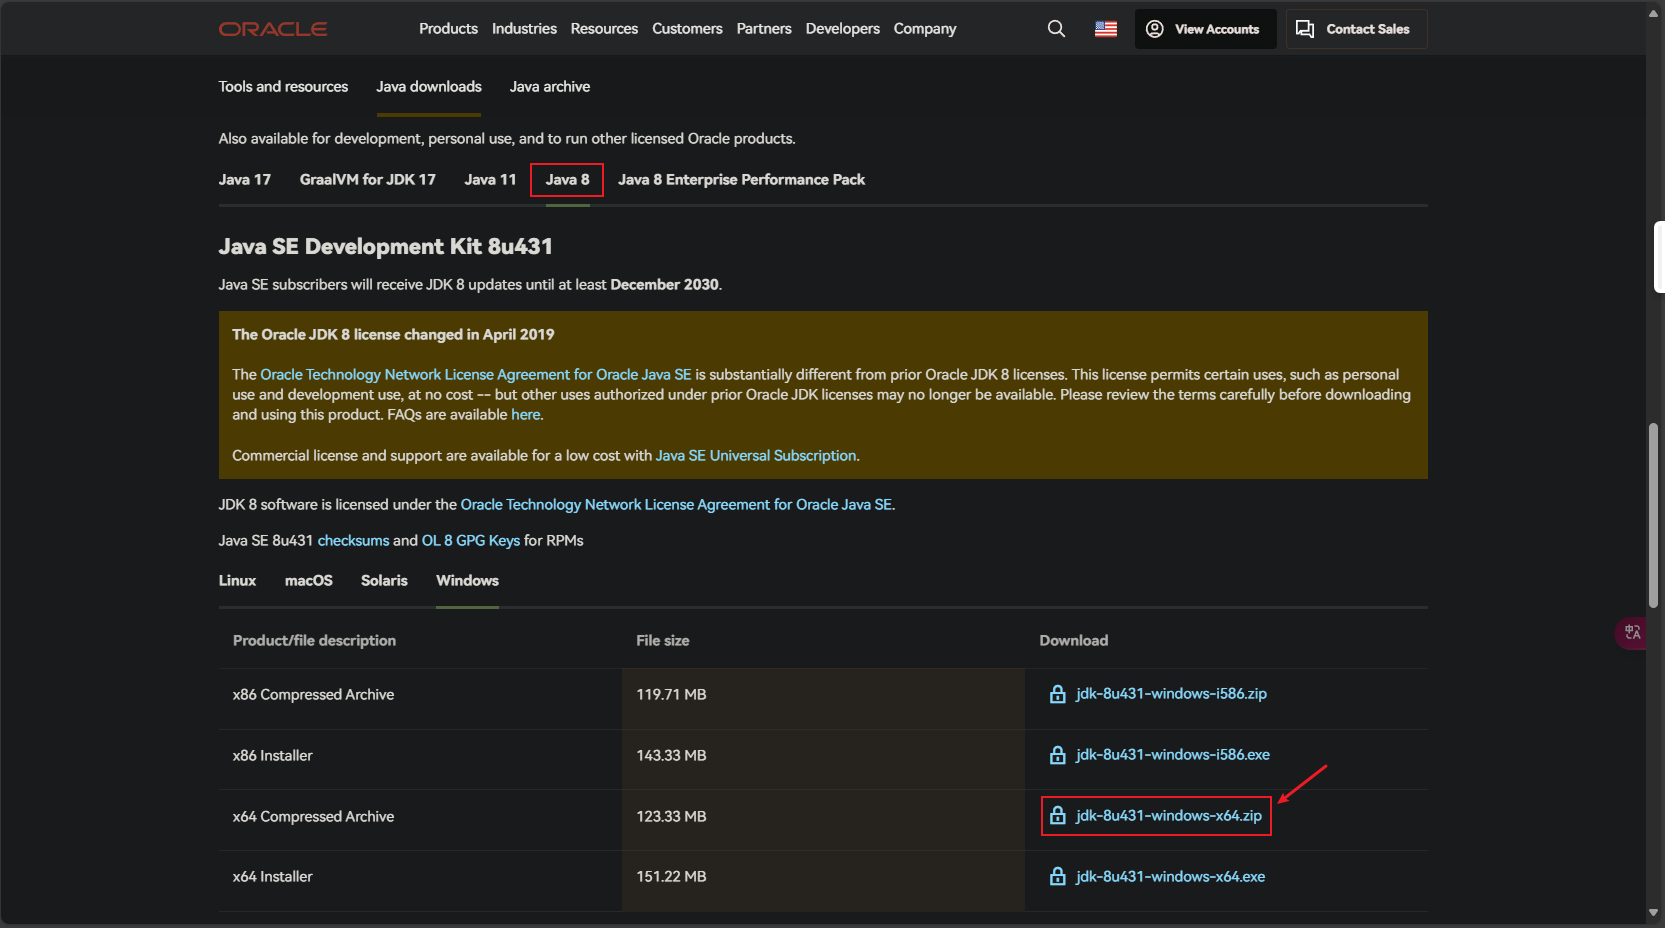 ORACLE
Products Industries Resources Customers Partners Developers Company
View Accounts
Contact Sales
Tools and resources Java downloads Java archive
Also available for development, personal use, and to run other licensed Oracle products.
Java 17 GraalVM for JDK 17 Java 11 Java 8 Java 8 Enterprise Performance Pack
Java SE Development Kit 8u431
Java SE subscribers will receive JDK 8 updates until at least December 2030.
The Oracle JDK 8 license changed in April 2019
The Oracle Technology Network License Agreement for Oracle Java SE is substantially different from prior Oracle JDK 8 licenses. This license permits certain uses, such as personal
use and development use, at no cost -- but other uses authorized under prior Oracle JDK licenses may no longer be available. Please review the terms carefully before downloading
and using this product. FAQs are available here.
Commercial license and support are available for a low cost with Java SE Universal Subscription.
JDK 8 software is licensed under the Oracle Technology Network License Agreement for Oracle Java SE.
Java SE 8u431 checksums and OL 8 GPG Keys for RPMs
Linux macOS Solaris Windows
Product/file description File size Download
x86 Compressed Archive 119.71 MB jdk-8u431-windows-i586.zip
x86 Installer 143.33 MB jdk-8u431-windows-i586.exe
x64 Compressed Archive 123.33 MB jdk-8u431-windows-x64.zip
x64 Installer 151.22 MB jdk-8u431-windows-x64.exe